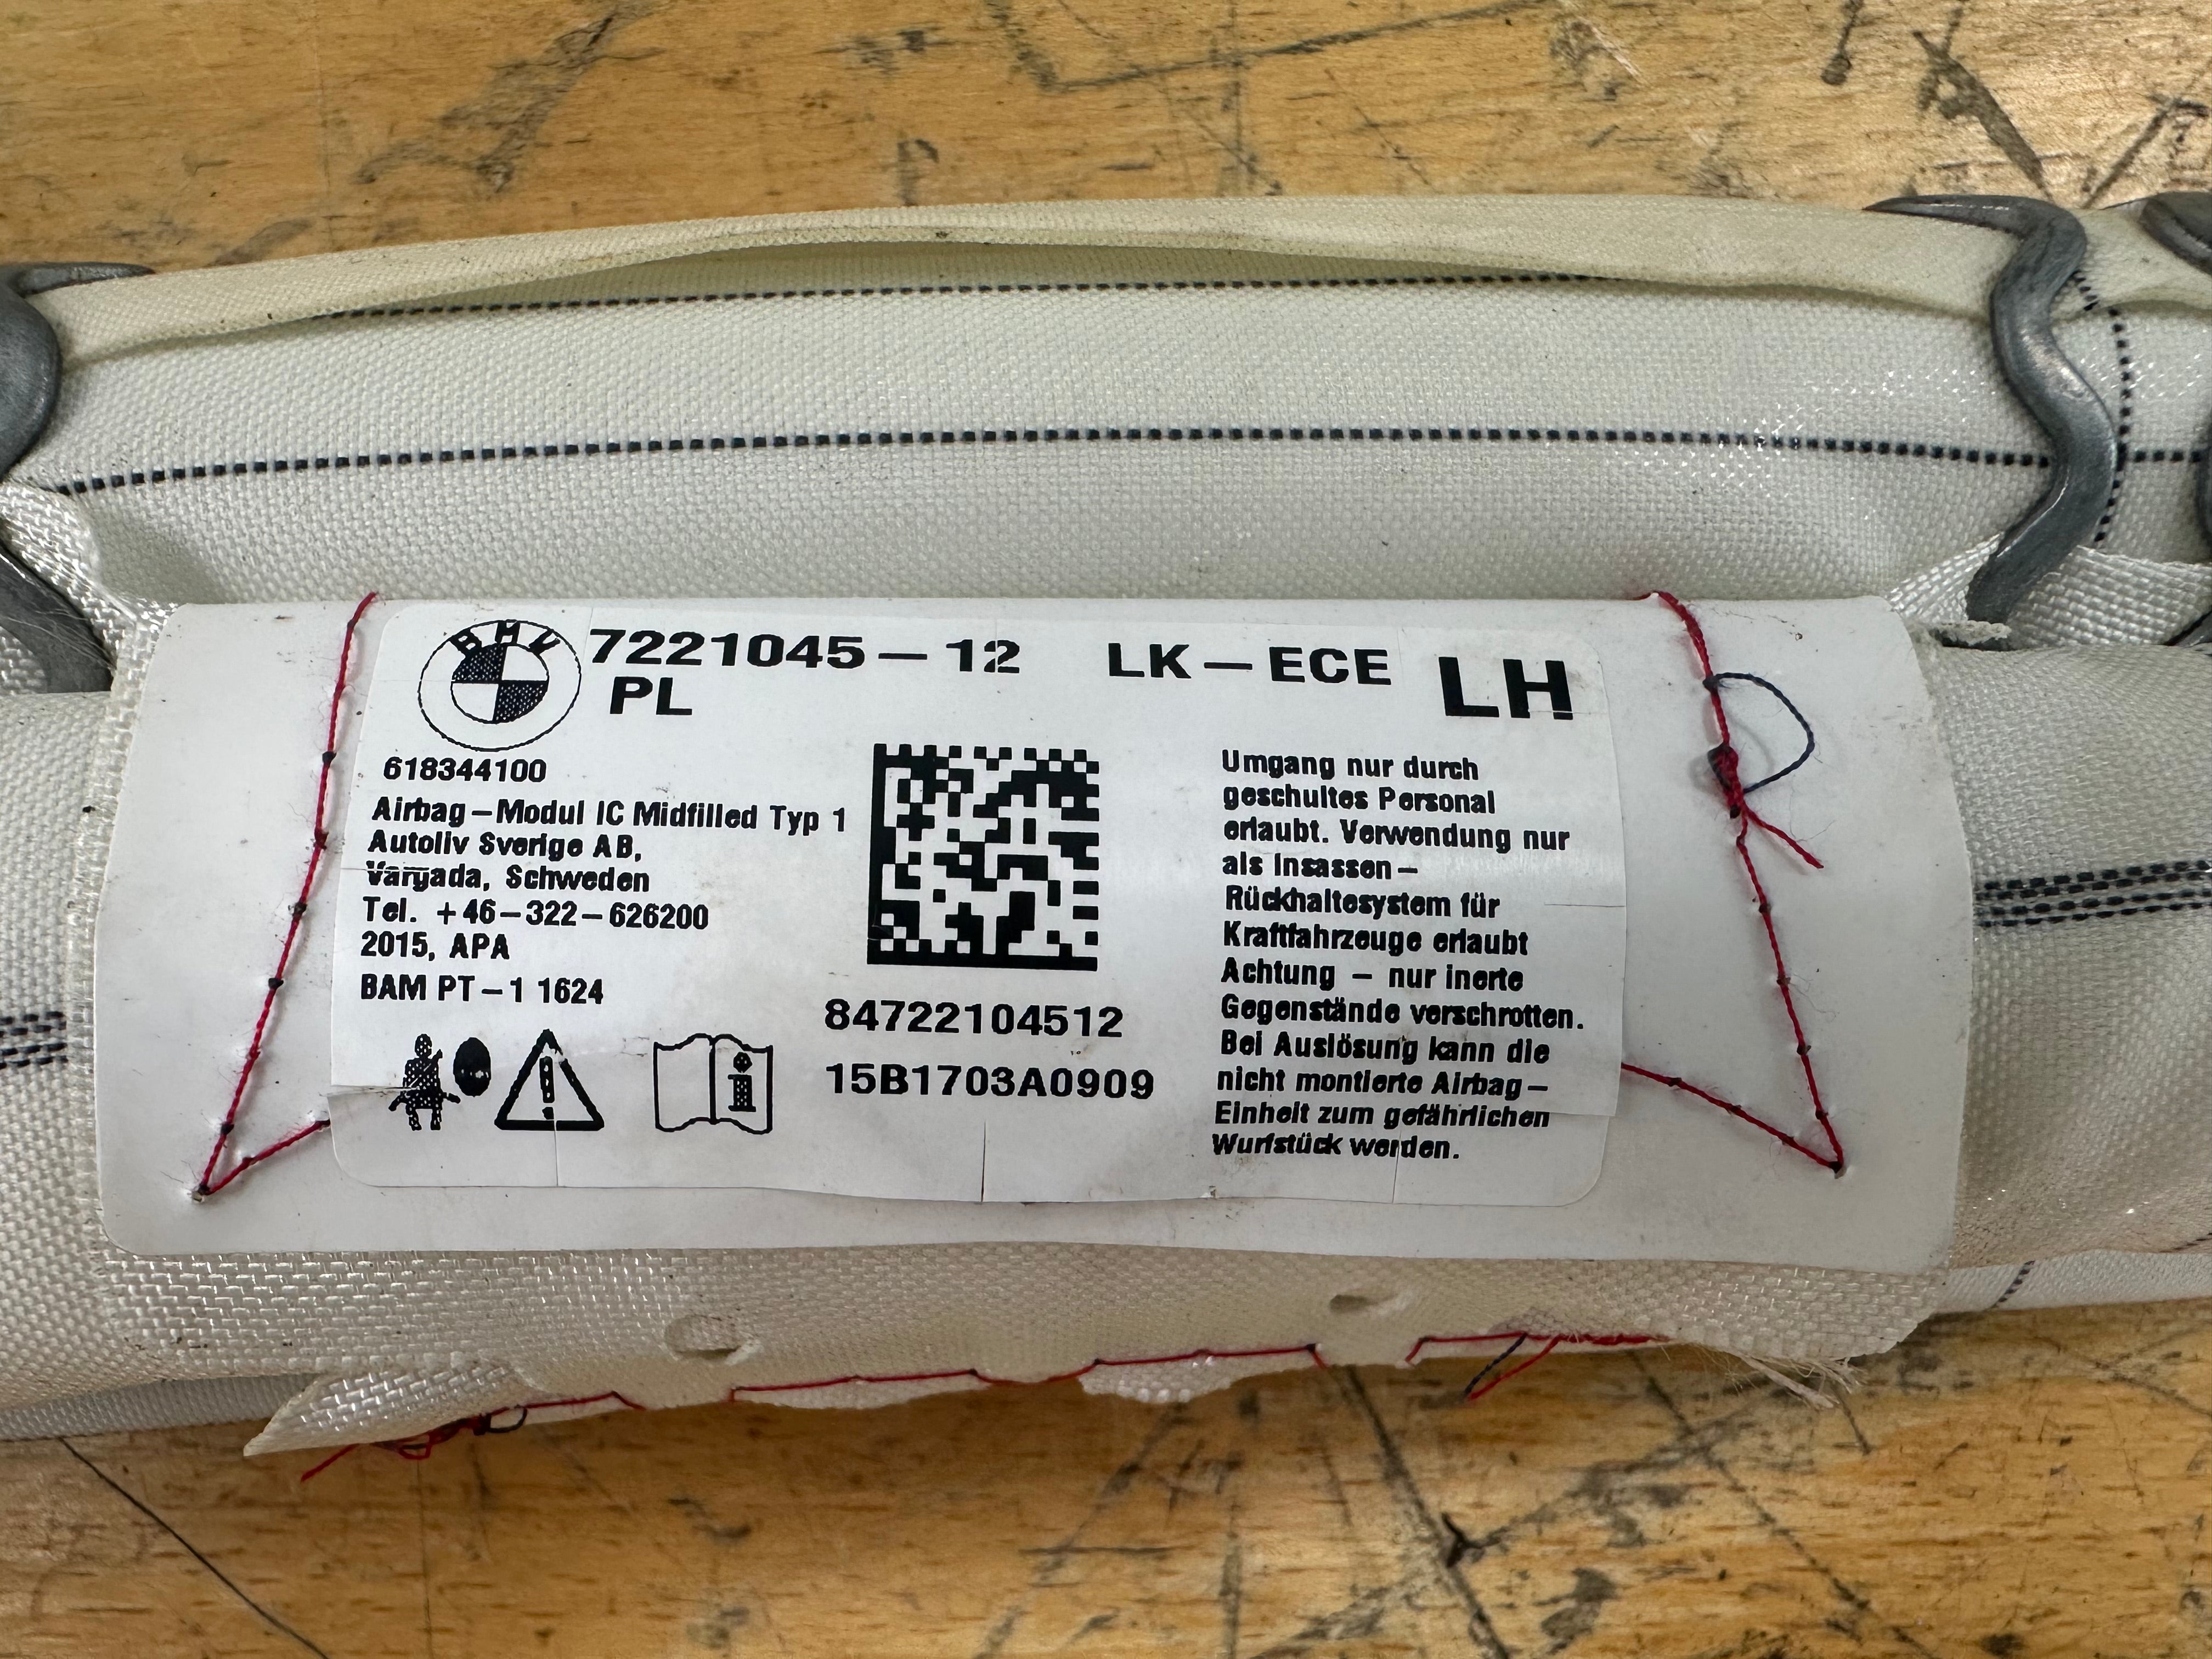 BMW
7221045-12 LK-ECE LH
PL
618344100
Airbag-Modul IC Midfilled Typ 1
Autoliv Sverige AB,
Vargada, Schweden
Tel. +46-322-626200
2015, APA
BAM PT-1 1624
84722104512
15B1703A0909
Umgang nur durch
geschultes Personal
erlaubt. Verwendung nur
als Insassen-
Rückhaltesystem für
Kraftfahrzeuge erlaubt
Achtung - nur inerte
Gegenstände verschrotten.
Bei Auslösung kann die
nicht montierte Airbag-
Einheit zum gefährlichen
Wurfstück werden.